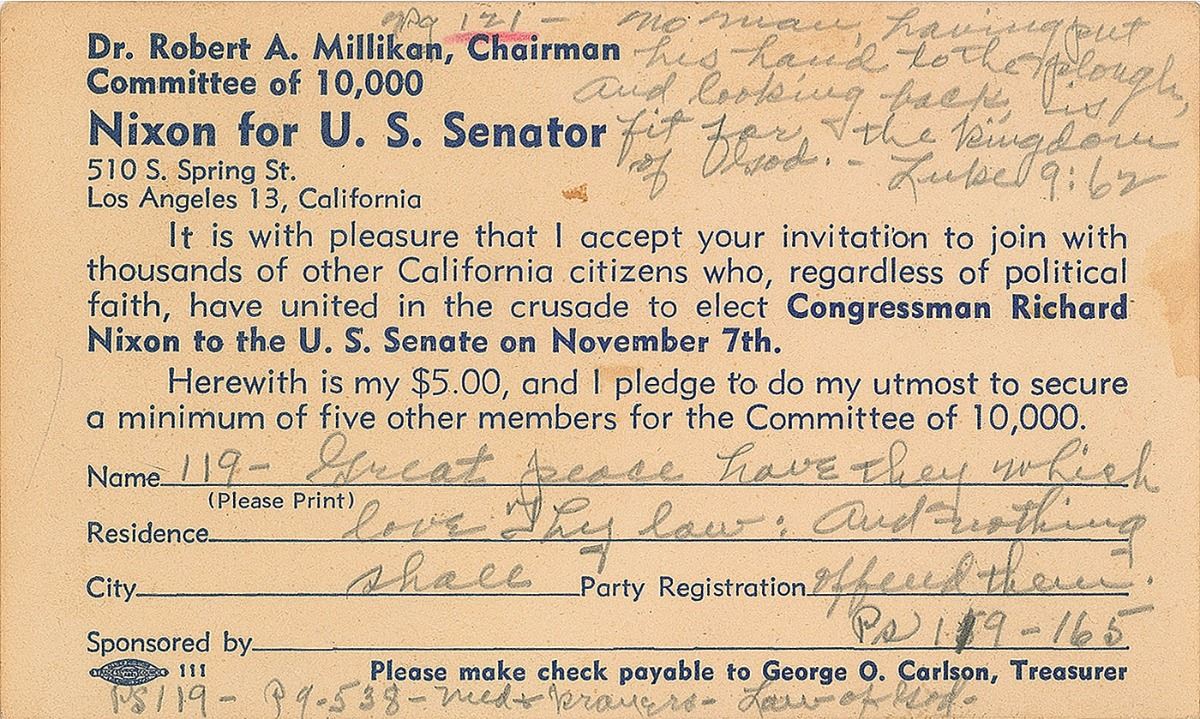 Pg 121 - no man, having put
his hand to the plough,
and looking back, is
fit for the kingdom
of God. - Luke 9:62
Dr. Robert A. Millikan, Chairman
Committee of 10,000
Nixon for U. S. Senator
510 S. Spring St.
Los Angeles 13, California
It is with pleasure that I accept your invitation to join with
thousands of other California citizens who, regardless of political
faith, have united in the crusade to elect Congressman Richard
Nixon to the U. S. Senate on November 7th.
Herewith is my $5.00, and I pledge to do my utmost to secure
a minimum of five other members for the Committee of 10,000.
Name 119- Great peace have they which
(Please Print)
Residence love Thy law: And nothing
City shall Party Registration offend them.
Ps 119-165
Sponsored by
111 Please make check payable to George O. Carlson, Treasurer
PS 119- Pg-538- Med & Prayers- Law of God.